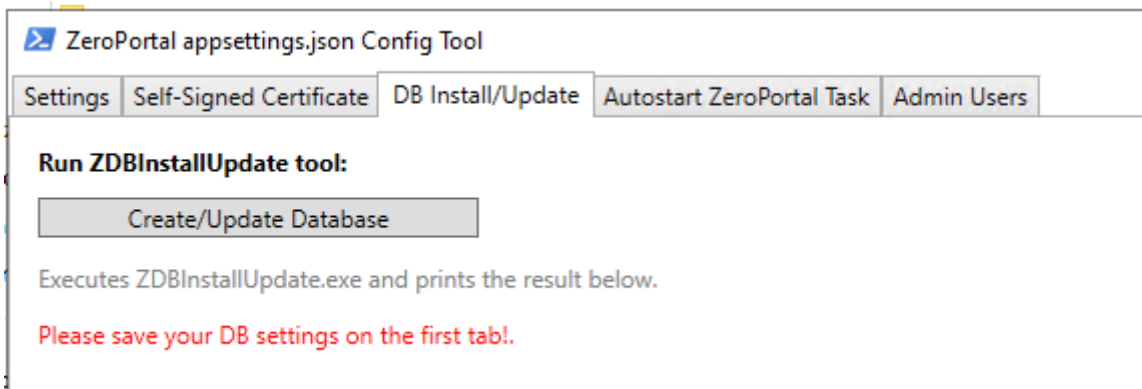 ZeroPortal appsettings.json Config Tool
Settings Self-Signed Certificate DB Install/Update Autostart ZeroPortal Task Admin Users
Run ZDBInstallUpdate tool:
Create/Update Database
Executes ZDBInstallUpdate.exe and prints the result below.
Please save your DB settings on the first tab!.